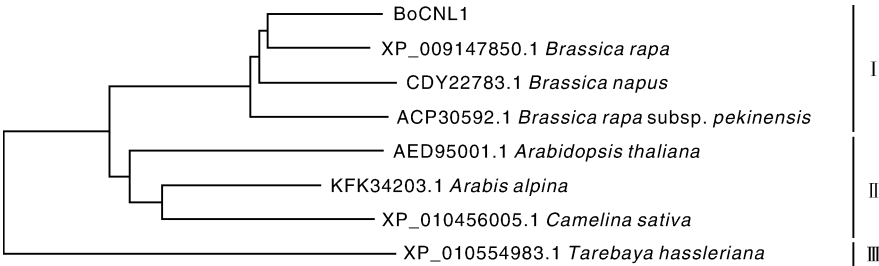 BoCNL1
XP_009147850.1 Brassica rapa
CDY22783.1 Brassica napus
ACP30592.1 Brassica rapa subsp. pekinensis
AED95001.1 Arabidopsis thaliana
KFK34203.1 Arabis alpina
XP_010456005.1 Camelina sativa
XP_010554983.1 Tarebaya hassleriana
Ⅰ
Ⅱ
Ⅲ